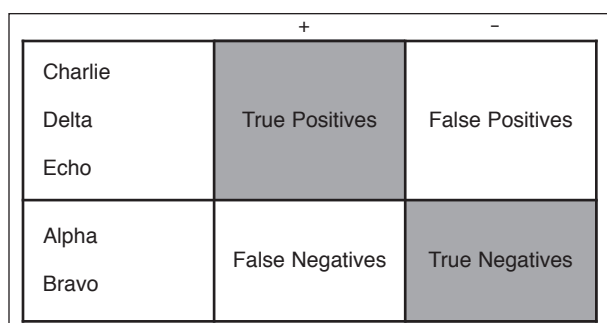 + −
Charlie
Delta True Positives False Positives
Echo
Alpha
False Negatives True Negatives
Bravo